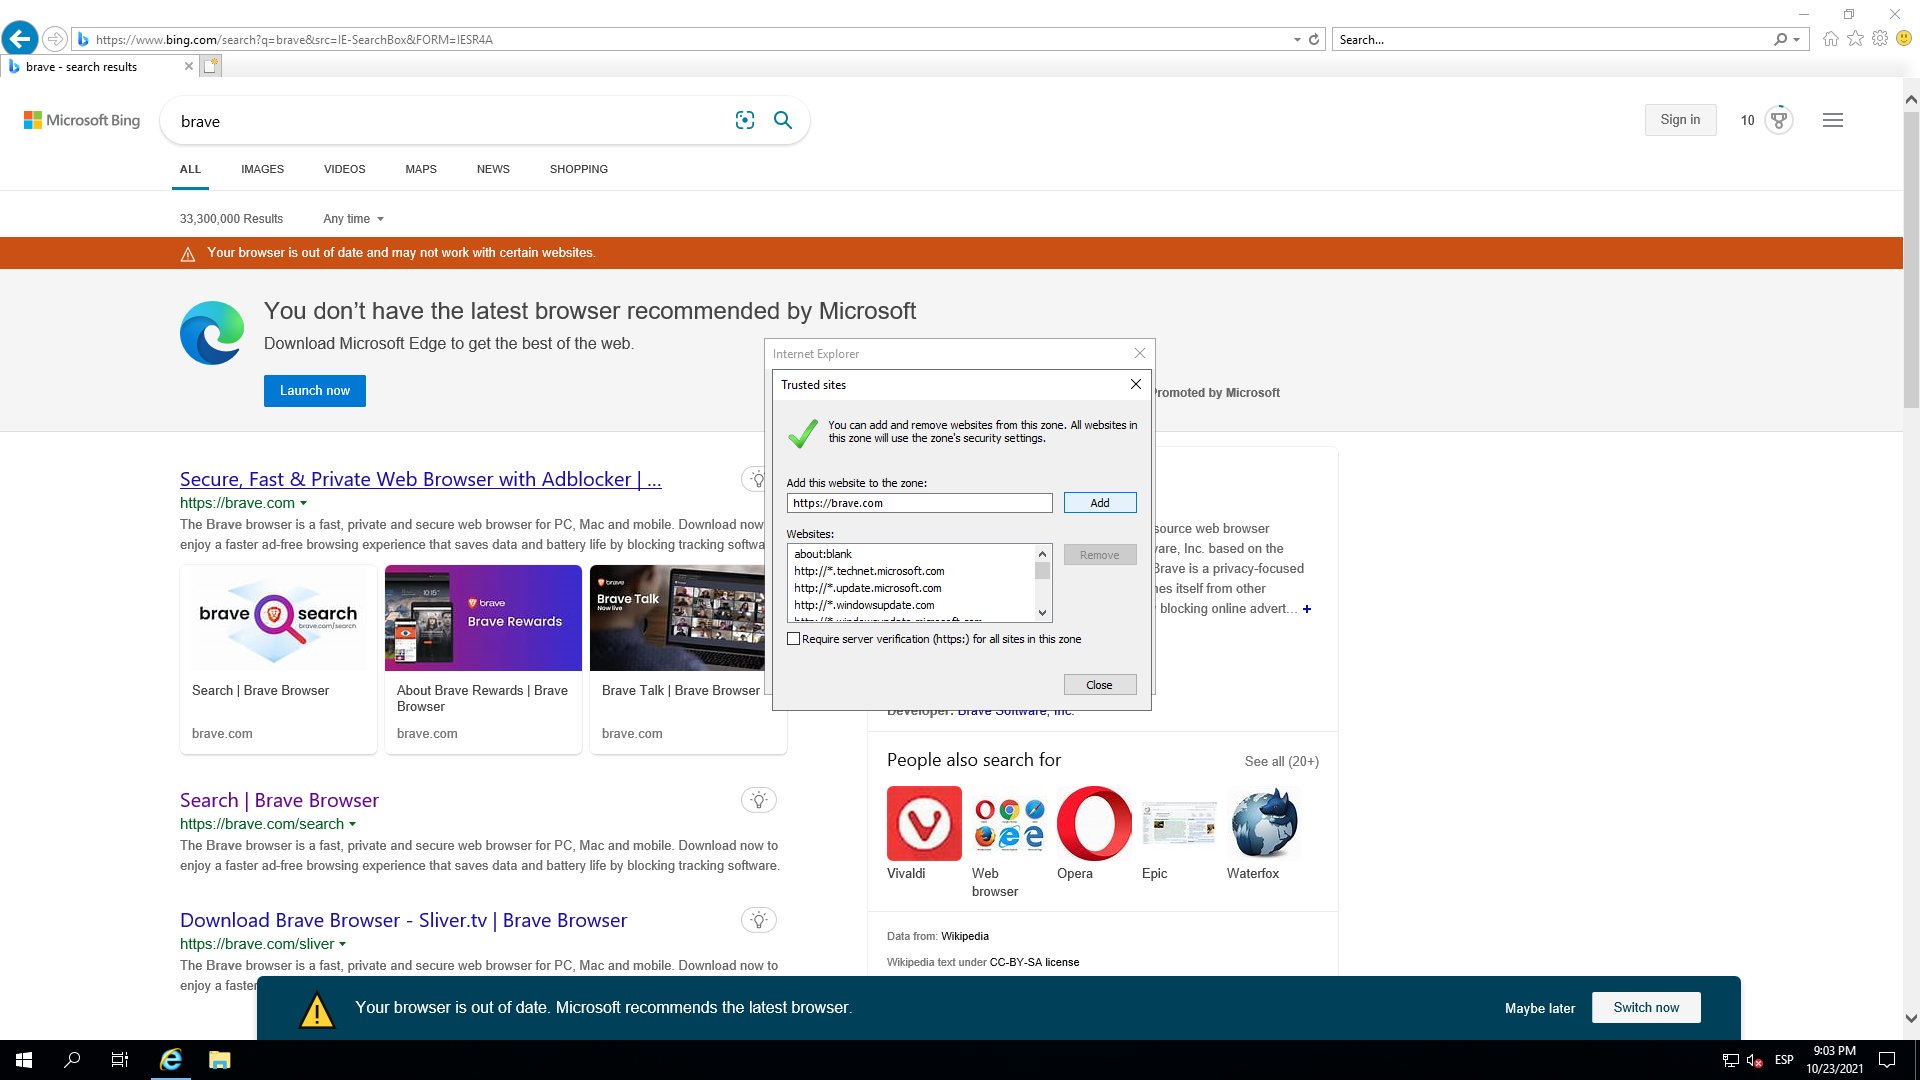 https://www.bing.com/search?q=brave&src=IE-SearchBox&FORM=IESR4A
Search...
brave - search results
Microsoft Bing
brave
Sign in
10
ALL
IMAGES
VIDEOS
MAPS
NEWS
SHOPPING
33,300,000 Results
Any time
Your browser is out of date and may not work with certain websites.
You don’t have the latest browser recommended by Microsoft
Download Microsoft Edge to get the best of the web.
Launch now
Promoted by Microsoft
Internet Explorer
Trusted sites
You can add and remove websites from this zone. All websites in
this zone will use the zone's security settings.
Add this website to the zone:
https://brave.com
Add
Websites:
about:blank
http://*.technet.microsoft.com
http://*.update.microsoft.com
http://*.windowsupdate.com
http://*.windowsupdate.microsoft.com
Remove
Require server verification (https:) for all sites in this zone
Close
Secure, Fast & Private Web Browser with Adblocker | ...
https://brave.com
The Brave browser is a fast, private and secure web browser for PC, Mac and mobile. Download now
enjoy a faster ad-free browsing experience that saves data and battery life by blocking tracking softwa
brave search
brave.com/search
Search | Brave Browser
brave.com
brave
Brave Rewards
About Brave Rewards | Brave
Browser
brave.com
brave
Brave Talk
Now live
Brave Talk | Brave Browser
brave.com
source web browser
are, Inc. based on the
Brave is a privacy-focused
nes itself from other
blocking online advert...
Developer: Brave Software, Inc.
Search | Brave Browser
https://brave.com/search
The Brave browser is a fast, private and secure web browser for PC, Mac and mobile. Download now to
enjoy a faster ad-free browsing experience that saves data and battery life by blocking tracking software.
Download Brave Browser - Sliver.tv | Brave Browser
https://brave.com/sliver
The Brave browser is a fast, private and secure web browser for PC, Mac and mobile. Download now to
enjoy a faster
People also search for
See all (20+)
Vivaldi
Web
browser
Opera
Epic
Waterfox
Data from: Wikipedia
Wikipedia text under CC-BY-SA license
Your browser is out of date. Microsoft recommends the latest browser.
Maybe later
Switch now
ESP
9:03 PM
10/23/2021